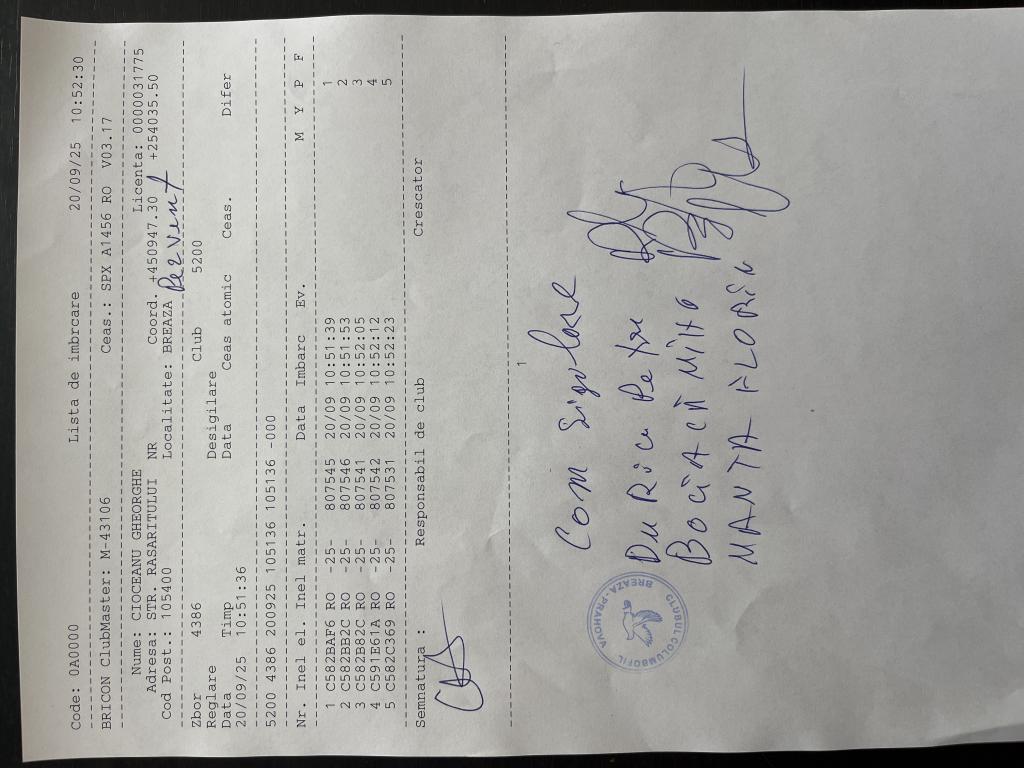 Code: 0A0000 Lista de imbrcare 20/09/25 10:52:30
BRICON ClubMaster: M-43106 Ceas.: SPX A1456 RO V03.17
Nume: CIOCEANU GHEORGHE Licenta: 0000031775
Adresa: STR. RASARITULUI NR Coord. +450947.30 +254035.50
Cod Post.: 105400 Localitate: BREAZA
Zbor 4386 Club 5200
Reglare Desigilare
Data Timp Data Ceas atomic Ceas. Difer
20/09/25 10:51:36
5200 4386 200925 105136 105136 -000
Nr. Inel el. Inel matr. Data Imbarc Ev. M Y P F
1 C582BAF6 RO -25- 807545 20/09 10:51:39 1
2 C582BB2C RO -25- 807546 20/09 10:51:53 2
3 C582B82C RO -25- 807541 20/09 10:52:05 3
4 C591E61A RO -25- 807542 20/09 10:52:12 4
5 C582C369 RO -25- 807531 20/09 10:52:23 5
Semnatura : Responsabil de club Crescator
1
Com Sigolare
Petre
MIHA
MANTA FLORIN
CLUBUL COLUMBOFIL
BREAZA-PRAHOVA